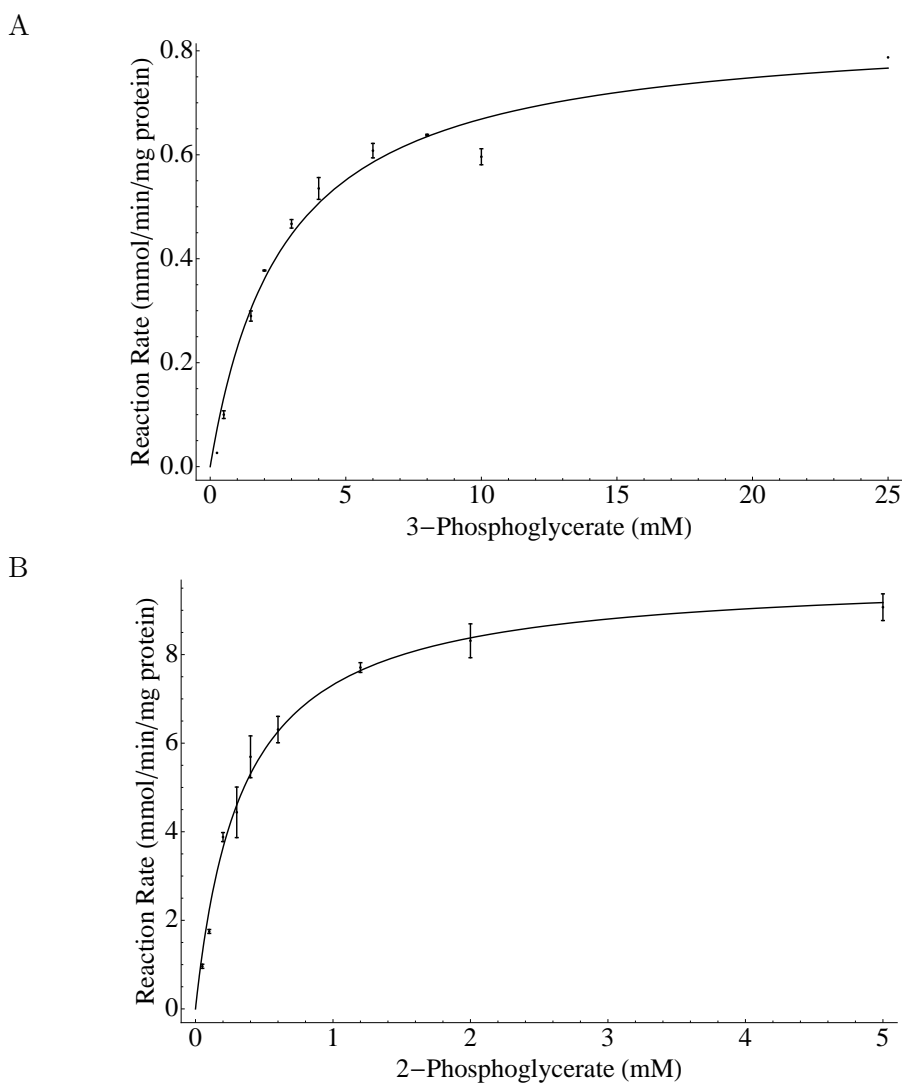 A
Reaction Rate (mmol/min/mg protein)
0.8
0.6
0.4
0.2
0.0
0 5 10 15 20 25
3−Phosphoglycerate (mM)
B
Reaction Rate (mmol/min/mg protein)
8
6
4
2
0
0 1 2 3 4 5
2−Phosphoglycerate (mM)